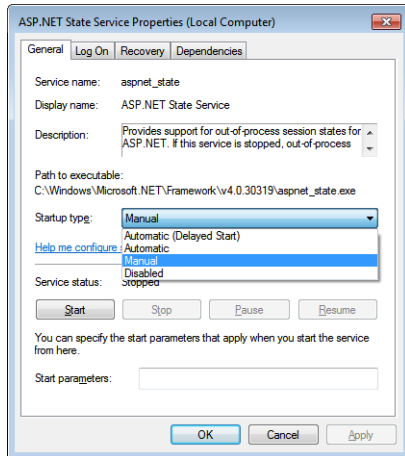 ASP.NET State Service Properties (Local Computer)
General Log On Recovery Dependencies
Service name: aspnet_state
Display name: ASP.NET State Service
Description: Provides support for out-of-process session states for
ASP.NET. If this service is stopped, out-of-process
Path to executable:
C:\Windows\Microsoft.NET\Framework\v4.0.30319\aspnet_state.exe
Startup type: Manual
Automatic (Delayed Start)
Help me configure Automatic
Manual
Disabled
Service status: Stopped
Start Stop Pause Resume
You can specify the start parameters that apply when you start the service
from here.
Start parameters:
OK Cancel Apply